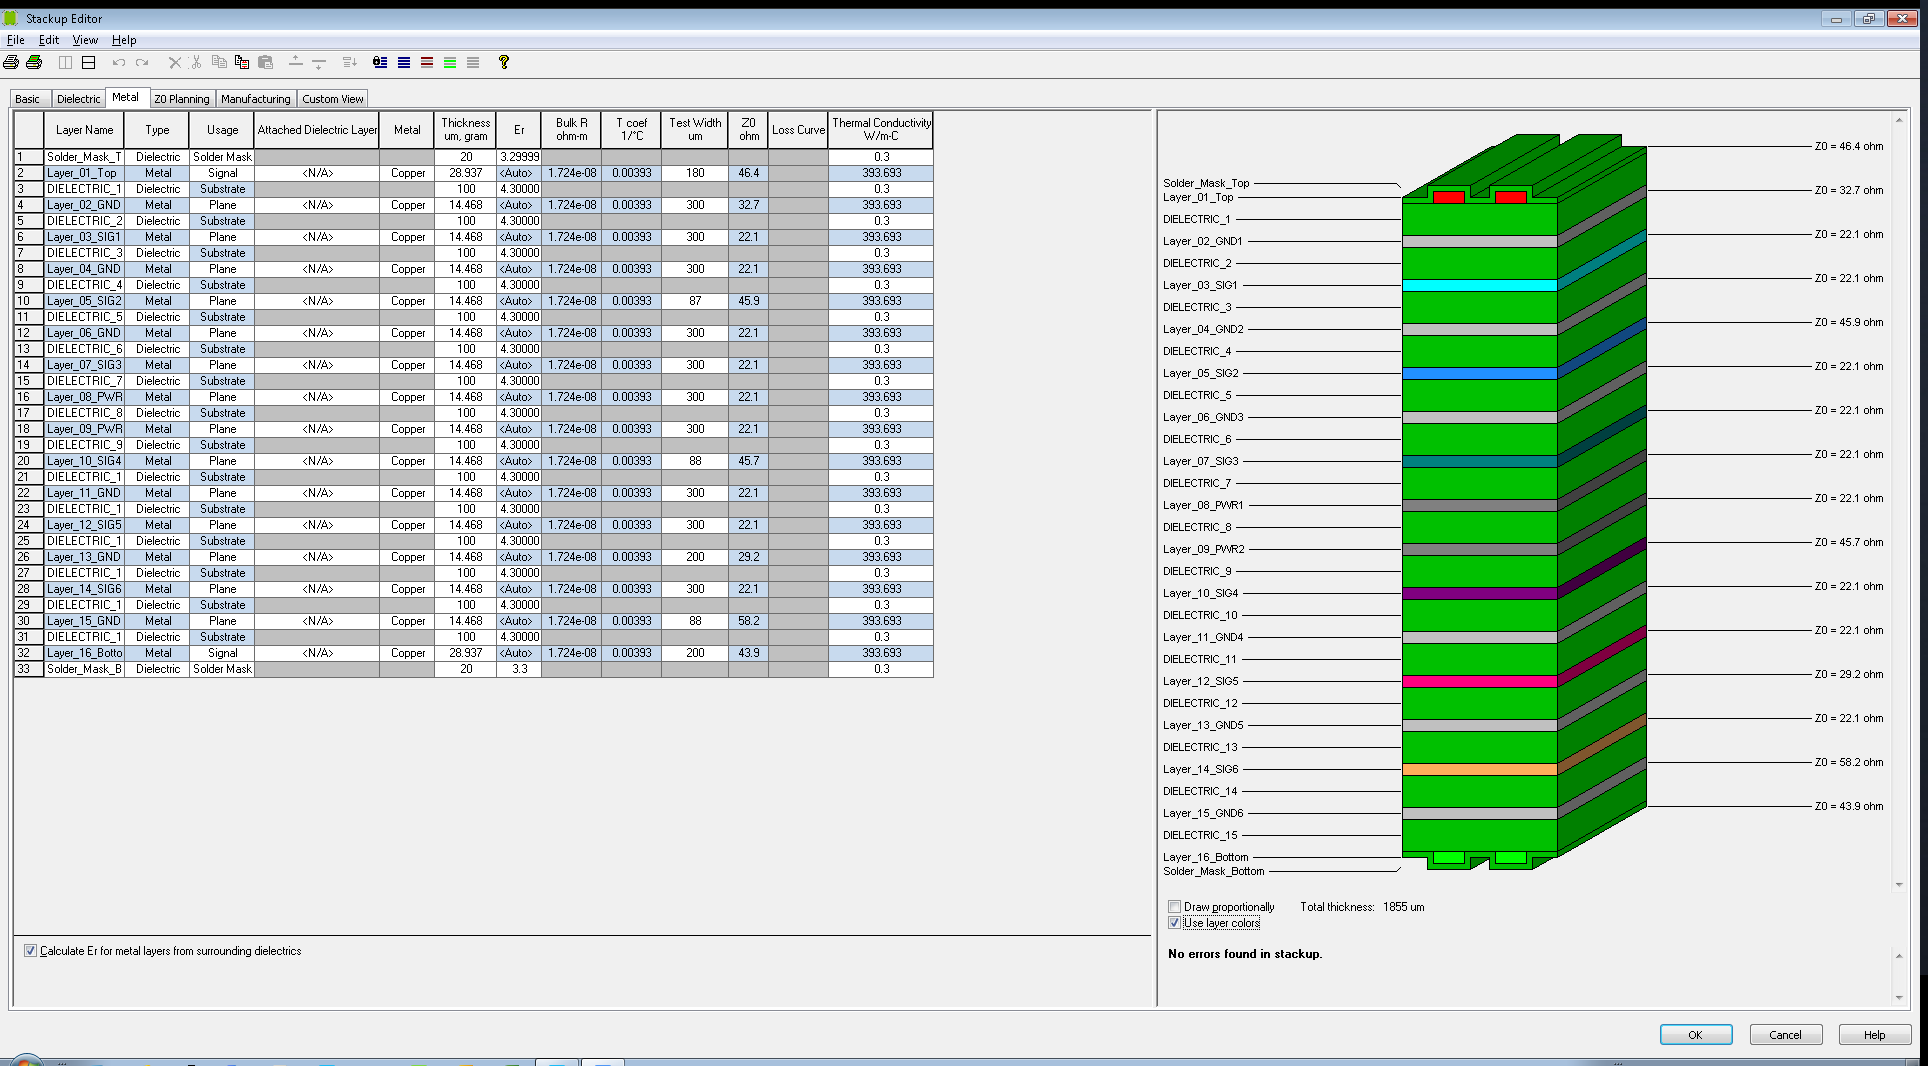 Stackup Editor
File Edit View Help
Basic Dielectric Metal Z0 Planning Manufacturing Custom View
Layer Name Type Usage Attached Dielectric Layer Metal Thickness um, gram Er Bulk R ohm-m T coef 1/°C Test Width um Z0 ohm Loss Curve Thermal Conductivity W/m-C
1 Solder_Mask_T Dielectric Solder Mask 20 3.29999 0.3
2 Layer_01_Top Metal Signal <N/A> Copper 28.937 <Auto> 1.724e-08 0.00393 180 46.4 393.693
3 DIELECTRIC_1 Dielectric Substrate 100 4.30000 0.3
4 Layer_02_GND Metal Plane <N/A> Copper 14.468 <Auto> 1.724e-08 0.00393 300 32.7 393.693
5 DIELECTRIC_2 Dielectric Substrate 100 4.30000 0.3
6 Layer_03_SIG1 Metal Plane <N/A> Copper 14.468 <Auto> 1.724e-08 0.00393 300 22.1 393.693
7 DIELECTRIC_3 Dielectric Substrate 100 4.30000 0.3
8 Layer_04_GND Metal Plane <N/A> Copper 14.468 <Auto> 1.724e-08 0.00393 300 22.1 393.693
9 DIELECTRIC_4 Dielectric Substrate 100 4.30000 0.3
10 Layer_05_SIG2 Metal Plane <N/A> Copper 14.468 <Auto> 1.724e-08 0.00393 87 45.9 393.693
11 DIELECTRIC_5 Dielectric Substrate 100 4.30000 0.3
12 Layer_06_GND Metal Plane <N/A> Copper 14.468 <Auto> 1.724e-08 0.00393 300 22.1 393.693
13 DIELECTRIC_6 Dielectric Substrate 100 4.30000 0.3
14 Layer_07_SIG3 Metal Plane <N/A> Copper 14.468 <Auto> 1.724e-08 0.00393 300 22.1 393.693
15 DIELECTRIC_7 Dielectric Substrate 100 4.30000 0.3
16 Layer_08_PWR Metal Plane <N/A> Copper 14.468 <Auto> 1.724e-08 0.00393 300 22.1 393.693
17 DIELECTRIC_8 Dielectric Substrate 100 4.30000 0.3
18 Layer_09_PWR Metal Plane <N/A> Copper 14.468 <Auto> 1.724e-08 0.00393 300 22.1 393.693
19 DIELECTRIC_9 Dielectric Substrate 100 4.30000 0.3
20 Layer_10_SIG4 Metal Plane <N/A> Copper 14.468 <Auto> 1.724e-08 0.00393 88 45.7 393.693
21 DIELECTRIC_1 Dielectric Substrate 100 4.30000 0.3
22 Layer_11_GND Metal Plane <N/A> Copper 14.468 <Auto> 1.724e-08 0.00393 300 22.1 393.693
23 DIELECTRIC_1 Dielectric Substrate 100 4.30000 0.3
24 Layer_12_SIG5 Metal Plane <N/A> Copper 14.468 <Auto> 1.724e-08 0.00393 300 22.1 393.693
25 DIELECTRIC_1 Dielectric Substrate 100 4.30000 0.3
26 Layer_13_GND Metal Plane <N/A> Copper 14.468 <Auto> 1.724e-08 0.00393 200 29.2 393.693
27 DIELECTRIC_1 Dielectric Substrate 100 4.30000 0.3
28 Layer_14_SIG6 Metal Plane <N/A> Copper 14.468 <Auto> 1.724e-08 0.00393 300 22.1 393.693
29 DIELECTRIC_1 Dielectric Substrate 100 4.30000 0.3
30 Layer_15_GND Metal Plane <N/A> Copper 14.468 <Auto> 1.724e-08 0.00393 88 58.2 393.693
31 DIELECTRIC_1 Dielectric Substrate 100 4.30000 0.3
32 Layer_16_Botto Metal Signal <N/A> Copper 28.937 <Auto> 1.724e-08 0.00393 200 43.9 393.693
33 Solder_Mask_B Dielectric Solder Mask 20 3.3 0.3
Calculate Er for metal layers from surrounding dielectrics
Solder_Mask_Top
Layer_01_Top
DIELECTRIC_1
Layer_02_GND1
DIELECTRIC_2
Layer_03_SIG1
DIELECTRIC_3
Layer_04_GND2
DIELECTRIC_4
Layer_05_SIG2
DIELECTRIC_5
Layer_06_GND3
DIELECTRIC_6
Layer_07_SIG3
DIELECTRIC_7
Layer_08_PWR1
DIELECTRIC_8
Layer_09_PWR2
DIELECTRIC_9
Layer_10_SIG4
DIELECTRIC_10
Layer_11_GND4
DIELECTRIC_11
Layer_12_SIG5
DIELECTRIC_12
Layer_13_GND5
DIELECTRIC_13
Layer_14_SIG6
DIELECTRIC_14
Layer_15_GND6
DIELECTRIC_15
Layer_16_Bottom
Solder_Mask_Bottom
Z0 = 46.4 ohm
Z0 = 32.7 ohm
Z0 = 22.1 ohm
Z0 = 22.1 ohm
Z0 = 45.9 ohm
Z0 = 22.1 ohm
Z0 = 22.1 ohm
Z0 = 22.1 ohm
Z0 = 22.1 ohm
Z0 = 45.7 ohm
Z0 = 22.1 ohm
Z0 = 22.1 ohm
Z0 = 29.2 ohm
Z0 = 22.1 ohm
Z0 = 58.2 ohm
Z0 = 43.9 ohm
Draw proportionally Total thickness: 1855 um
Use layer colors
No errors found in stackup.
OK Cancel Help